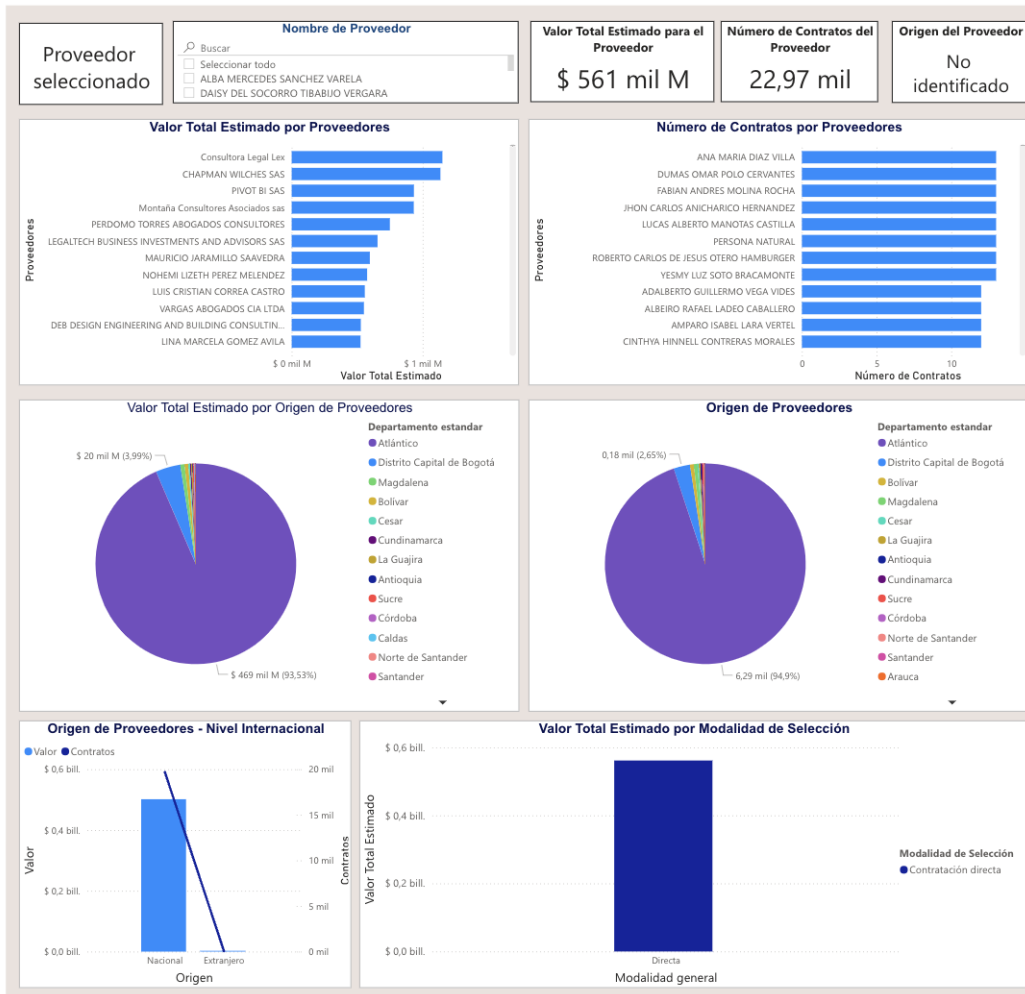 Proveedor
seleccionado
Nombre de Proveedor
Buscar
Seleccionar todo
ALBA MERCEDES SANCHEZ VARELA
DAISY DEL SOCORRO TIBABIJO VERGARA
Valor Total Estimado para el
Proveedor
$ 561 mil M
Número de Contratos del
Proveedor
22,97 mil
Origen del Proveedor
No
identificado
Valor Total Estimado por Proveedores
Proveedores
Consultora Legal Lex
CHAPMAN WILCHES SAS
PIVOT BI SAS
Montaña Consultores Asociados sas
PERDOMO TORRES ABOGADOS CONSULTORES
LEGALTECH BUSINESS INVESTMENTS AND ADVISORS SAS
MAURICIO JARAMILLO SAAVEDRA
NOHEMI LIZETH PEREZ MELENDEZ
LUIS CRISTIAN CORREA CASTRO
VARGAS ABOGADOS CIA LTDA
DEB DESIGN ENGINEERING AND BUILDING CONSULTIN...
LINA MARCELA GOMEZ AVILA
$ 0 mil M
$ 1 mil M
Valor Total Estimado
Número de Contratos por Proveedores
Proveedores
ANA MARIA DIAZ VILLA
DUMAS OMAR POLO CERVANTES
FABIAN ANDRES MOLINA ROCHA
JHON CARLOS ANICHARICO HERNANDEZ
LUCAS ALBERTO MANOTAS CASTILLA
PERSONA NATURAL
ROBERTO CARLOS DE JESUS OTERO HAMBURGER
YESMY LUZ SOTO BRACAMONTE
ADALBERTO GUILLERMO VEGA VIDES
ALBEIRO RAFAEL LADEO CABALLERO
AMPARO ISABEL LARA VERTEL
CINTHYA HINNELL CONTRERAS MORALES
0
5
10
Número de Contratos
Valor Total Estimado por Origen de Proveedores
$ 20 mil M (3,99%)
$ 469 mil M (93,53%)
Departamento estandar
Atlántico
Distrito Capital de Bogotá
Magdalena
Bolívar
Cesar
Cundinamarca
La Guajira
Antioquia
Sucre
Córdoba
Caldas
Norte de Santander
Santander
Origen de Proveedores
0,18 mil (2,65%)
6,29 mil (94,9%)
Departamento estandar
Atlántico
Distrito Capital de Bogotá
Bolívar
Magdalena
Cesar
La Guajira
Antioquia
Cundinamarca
Sucre
Córdoba
Norte de Santander
Santander
Arauca
Origen de Proveedores - Nivel Internacional
Valor
Contratos
Valor
$ 0,6 bill.
$ 0,4 bill.
$ 0,2 bill.
$ 0,0 bill.
20 mil
15 mil
10 mil
5 mil
0 mil
Contratos
Nacional
Extranjero
Origen
Valor Total Estimado por Modalidad de Selección
Valor Total Estimado
$ 0,6 bill.
$ 0,4 bill.
$ 0,2 bill.
$ 0,0 bill.
Directa
Modalidad general
Modalidad de Selección
Contratación directa